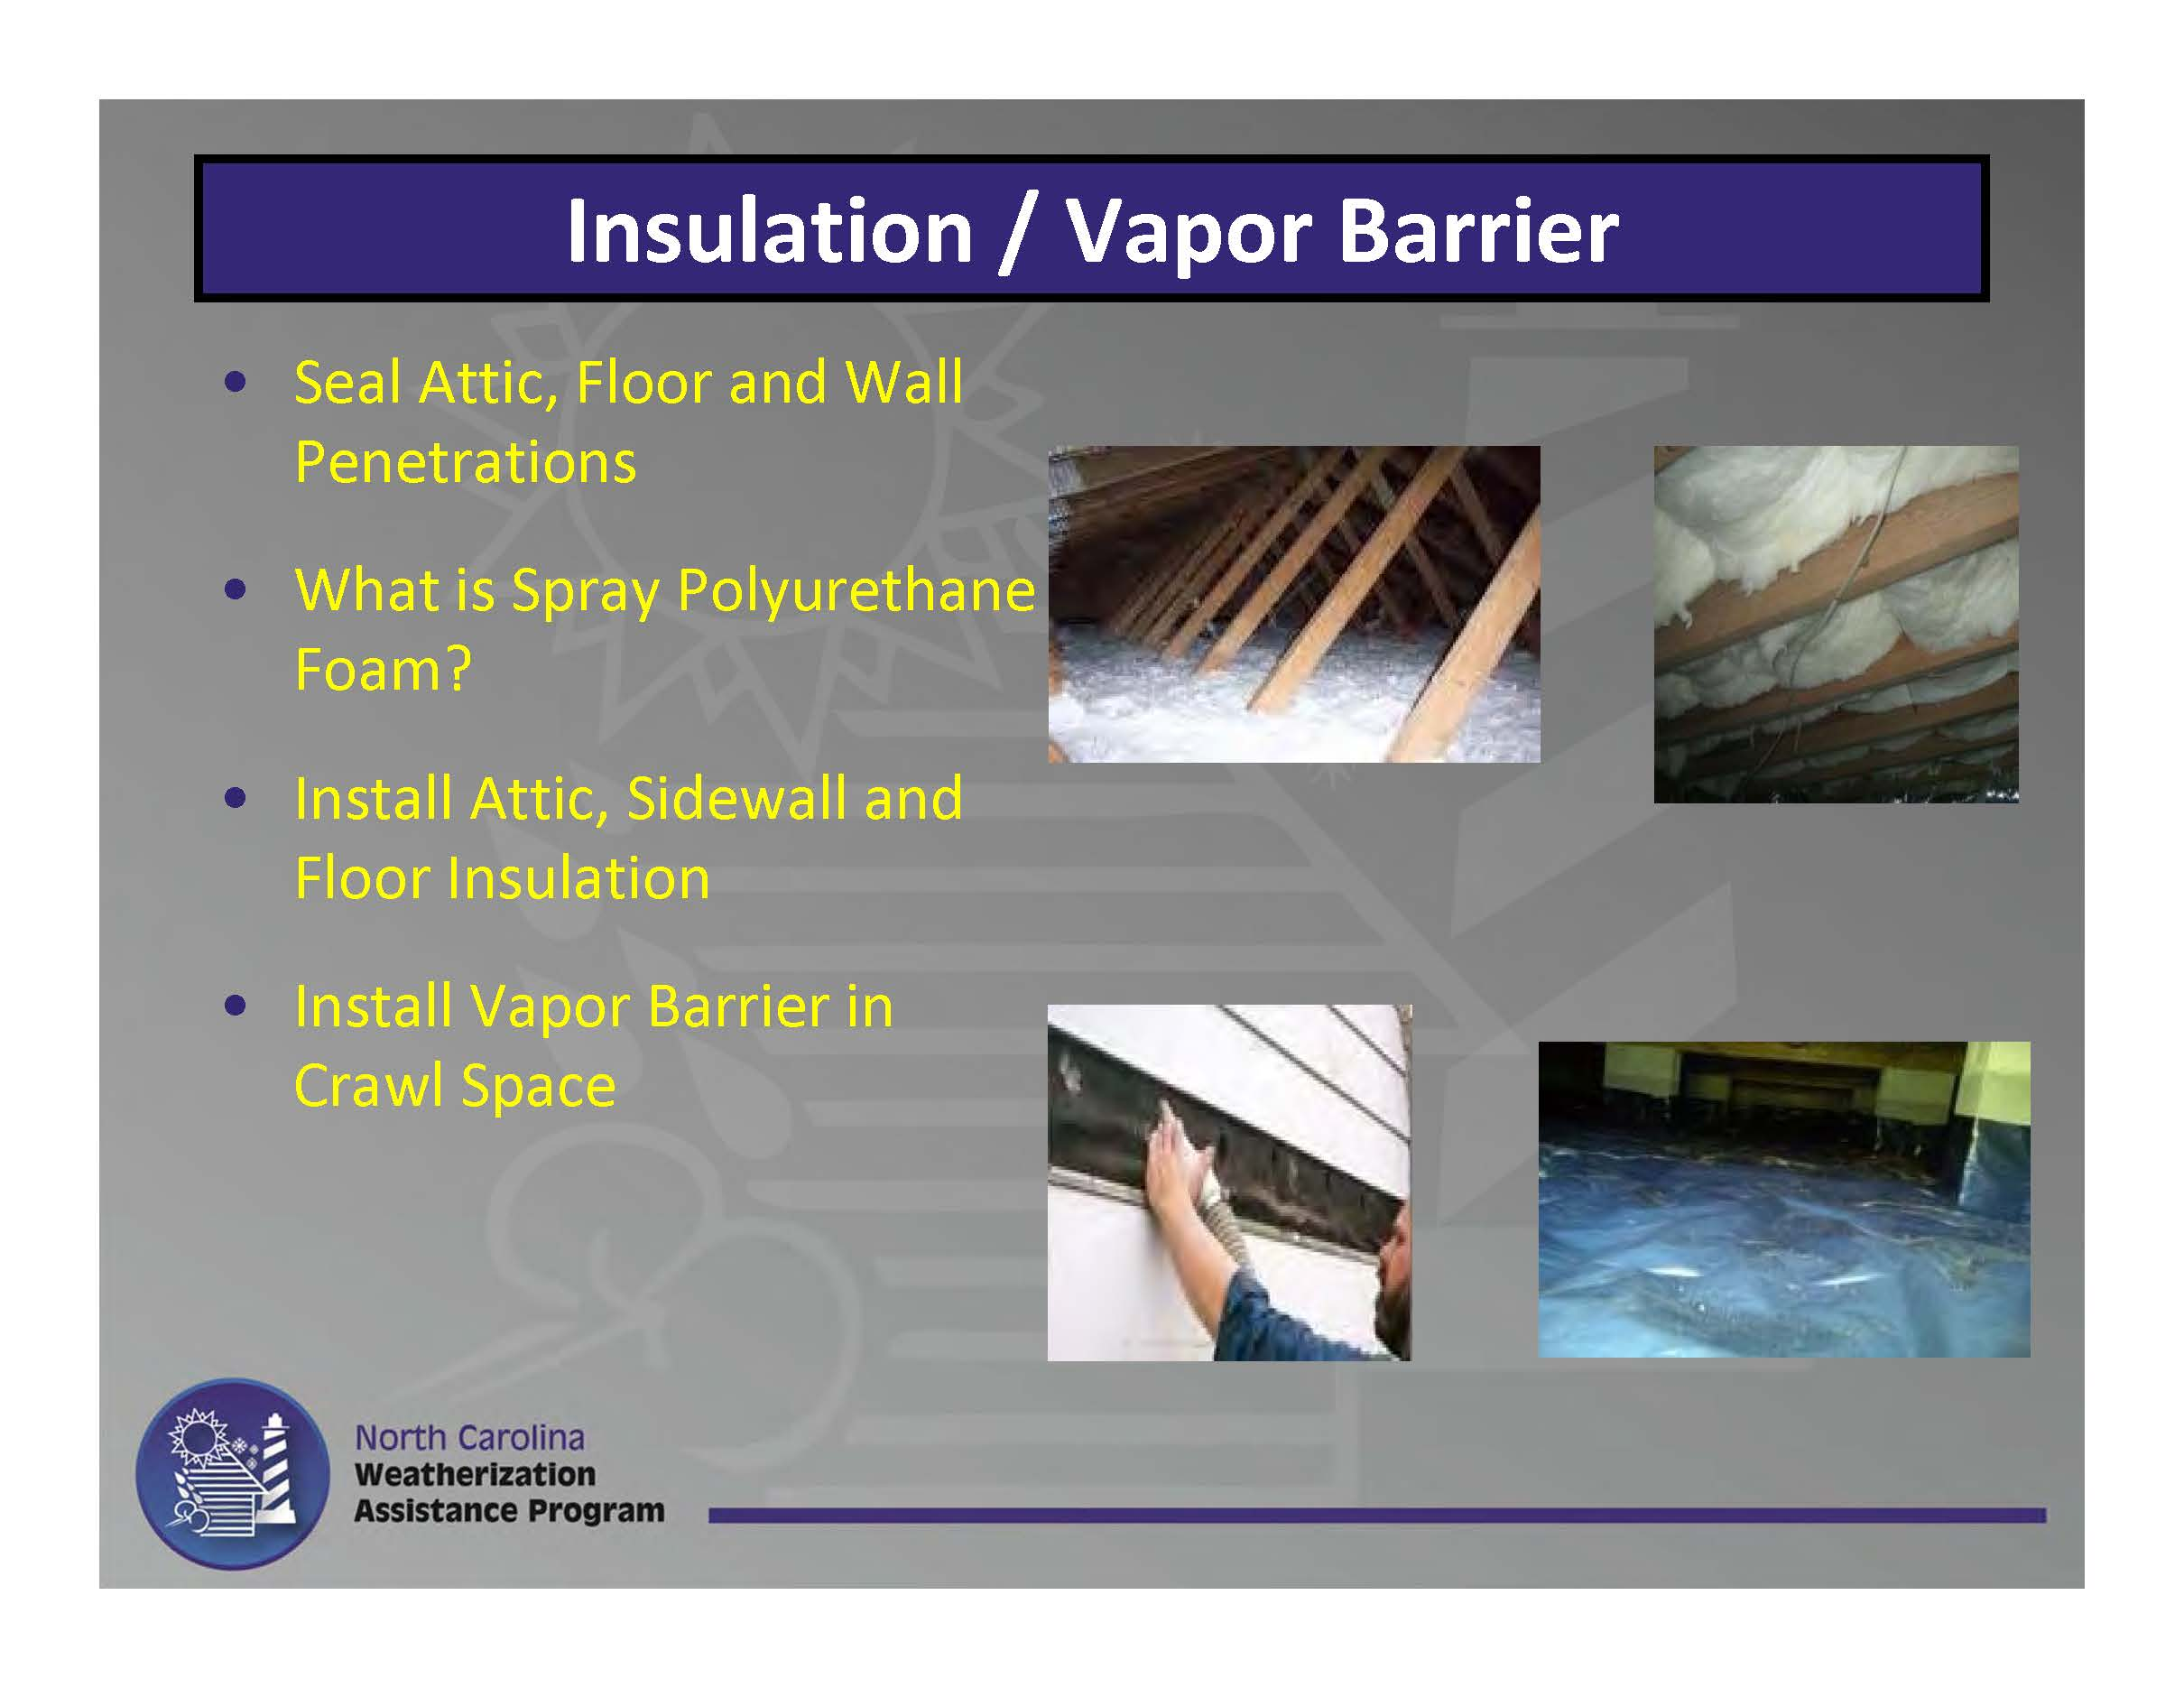 Insulation / Vapor Barrier
• Seal Attic, Floor and Wall
Penetrations
• What is Spray Polyurethane
Foam?
• Install Attic, Sidewall and
Floor Insulation
• Install Vapor Barrier in
Crawl Space
North Carolina
Weatherization
Assistance Program